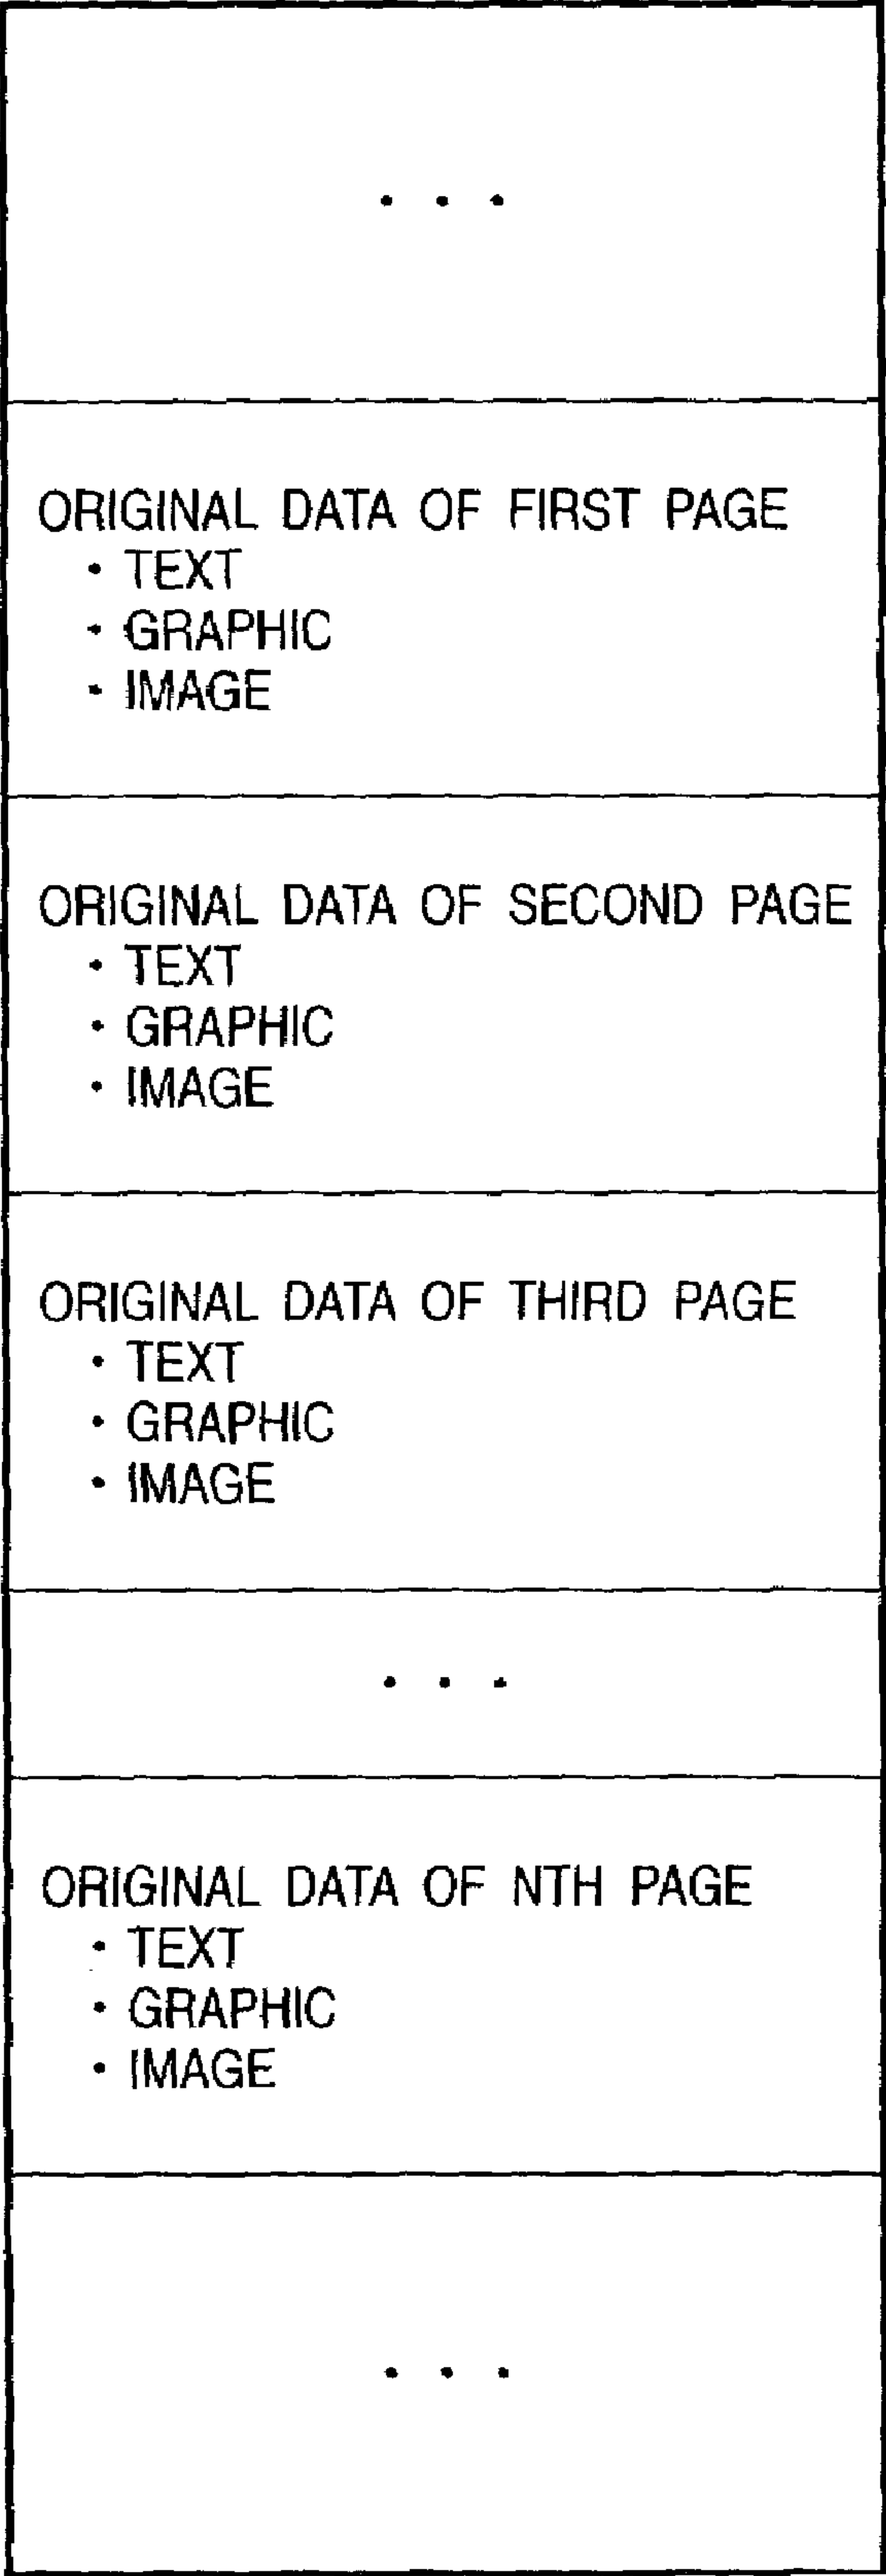 . . .
ORIGINAL DATA OF FIRST PAGE
· TEXT
· GRAPHIC
· IMAGE
ORIGINAL DATA OF SECOND PAGE
· TEXT
· GRAPHIC
· IMAGE
ORIGINAL DATA OF THIRD PAGE
· TEXT
· GRAPHIC
· IMAGE
. . .
ORIGINAL DATA OF NTH PAGE
· TEXT
· GRAPHIC
· IMAGE
. . .